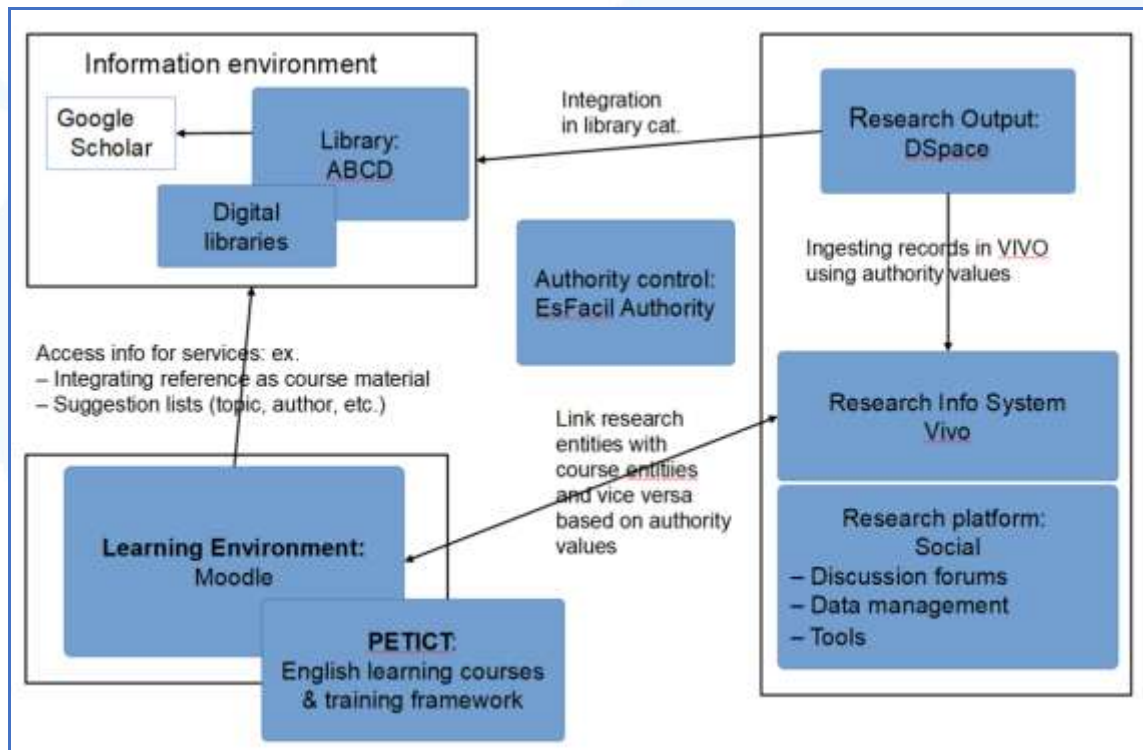 Information environment
Google
Scholar
Library:
ABCD
Digital
libraries
Integration
in library cat.
Research Output:
DSpace
Authority control:
EsFacil Authority
Ingesting records in VIVO
using authority values
Access info for services: ex.
– Integrating reference as course material
– Suggestion lists (topic, author, etc.)
Link research
entities with
course entitiies
and vice versa
based on authority
values
Research Info System
Vivo
Learning Environment:
Moodle
PETICT:
English learning courses
& training framework
Research platform:
Social
– Discussion forums
– Data management
– Tools